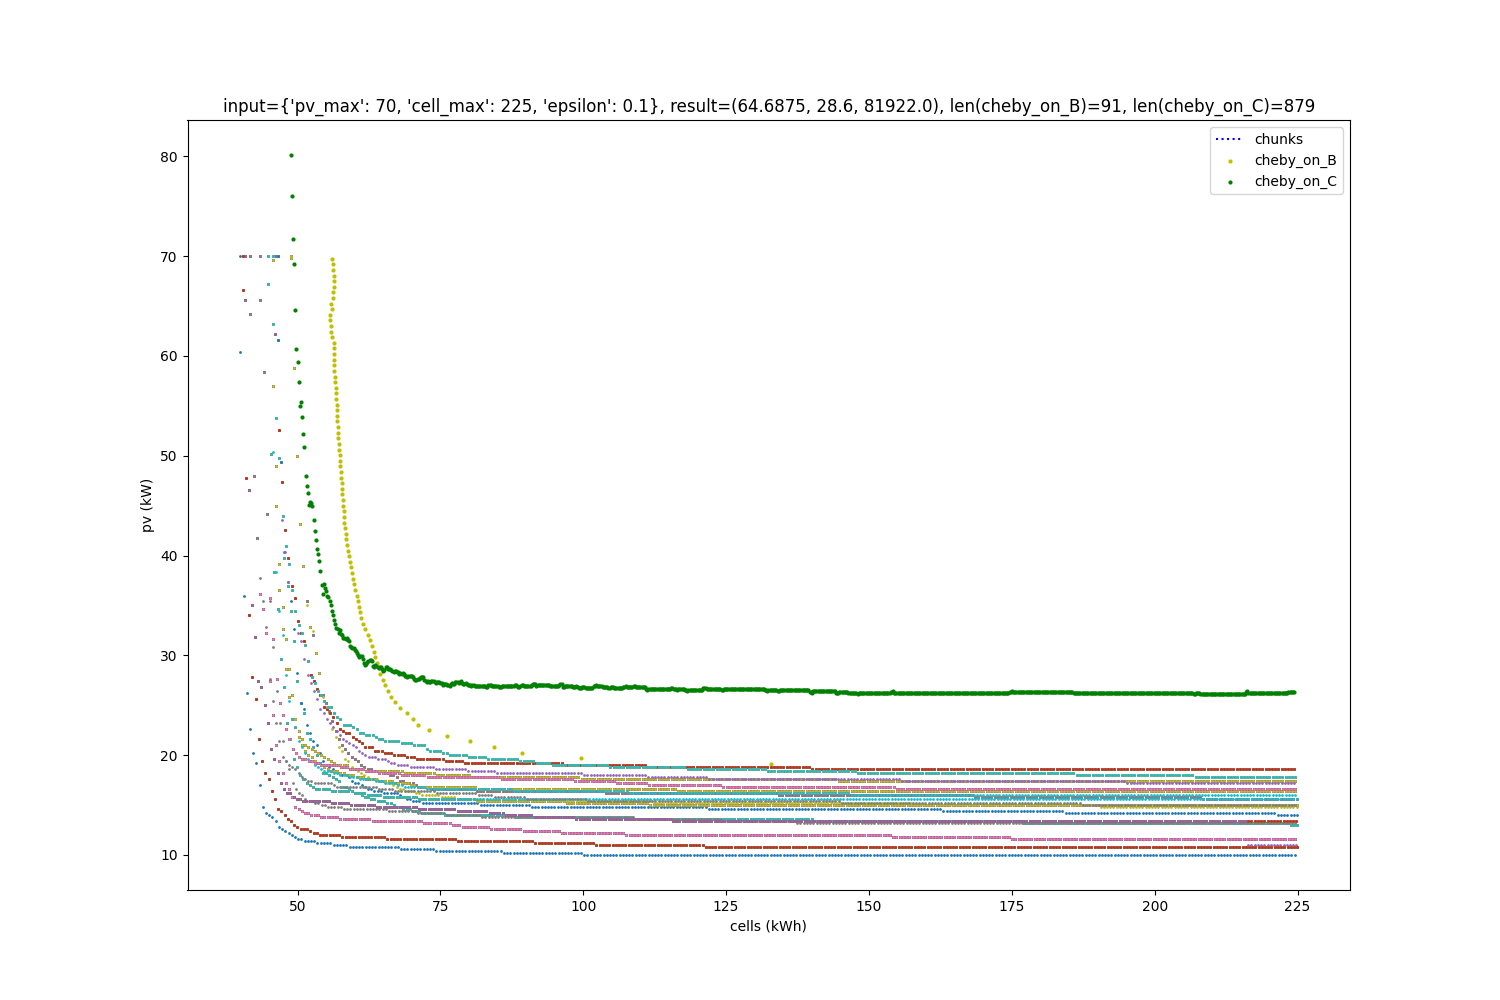 input={'pv_max': 70, 'cell_max': 225, 'epsilon': 0.1}, result=(64.6875, 28.6, 81922.0), len(cheby_on_B)=91, len(cheby_on_C)=879
chunks
cheby_on_B
cheby_on_C
80
70
60
50
40
30
20
10
pv (kW)
50
75
100
125
150
175
200
225
cells (kWh)